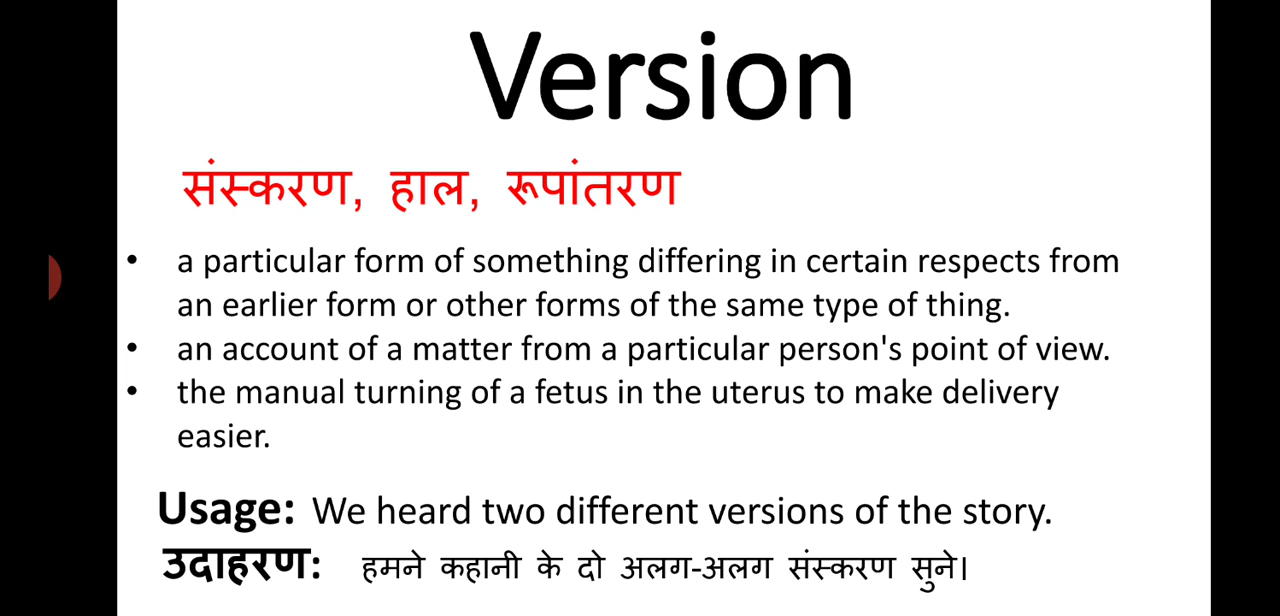 Version
संस्करण, हाल, रूपांतरण
• a particular form of something differing in certain respects from
an earlier form or other forms of the same type of thing.
• an account of a matter from a particular person's point of view.
• the manual turning of a fetus in the uterus to make delivery
easier.
Usage: We heard two different versions of the story.
उदाहरण: हमने कहानी के दो अलग-अलग संस्करण सुने।